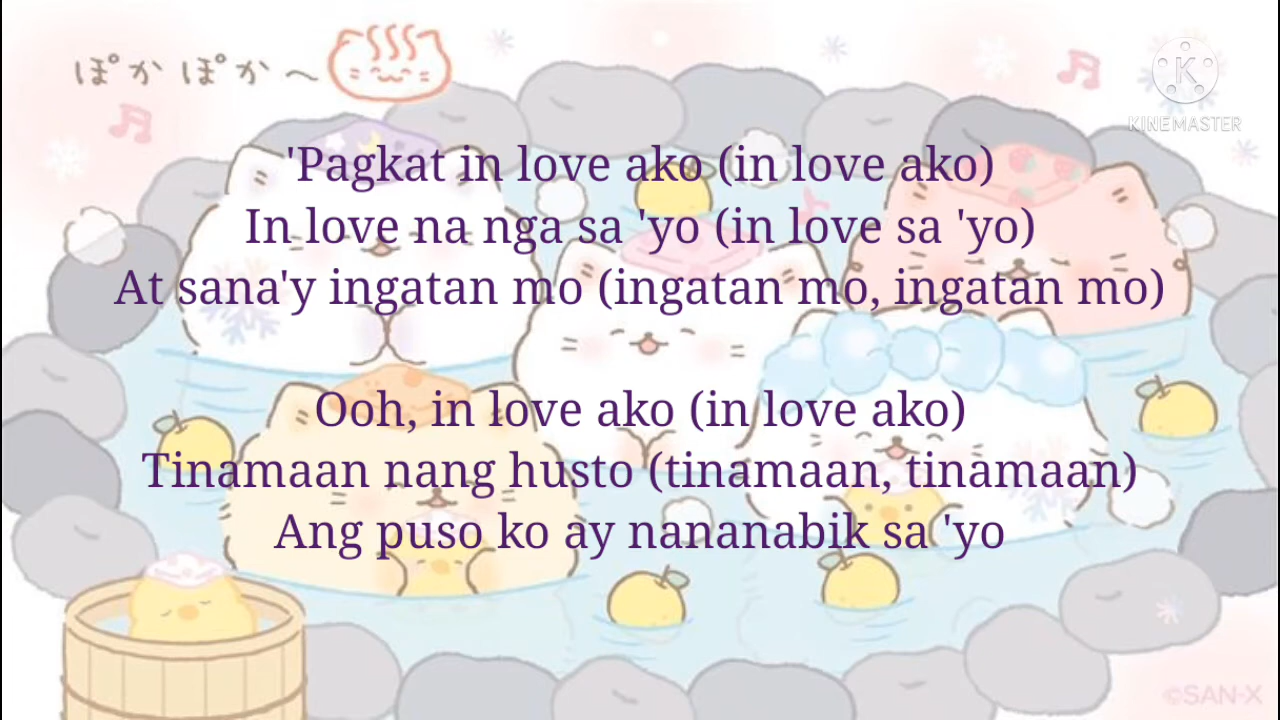 ぽかぽか～
KINEMASTER
'Pagkat in love ako (in love ako)
In love na nga sa 'yo (in love sa 'yo)
At sana'y ingatan mo (ingatan mo, ingatan mo)
Ooh, in love ako (in love ako)
Tinamaan nang husto (tinamaan, tinamaan)
Ang puso ko ay nananabik sa 'yo
©SAN-X